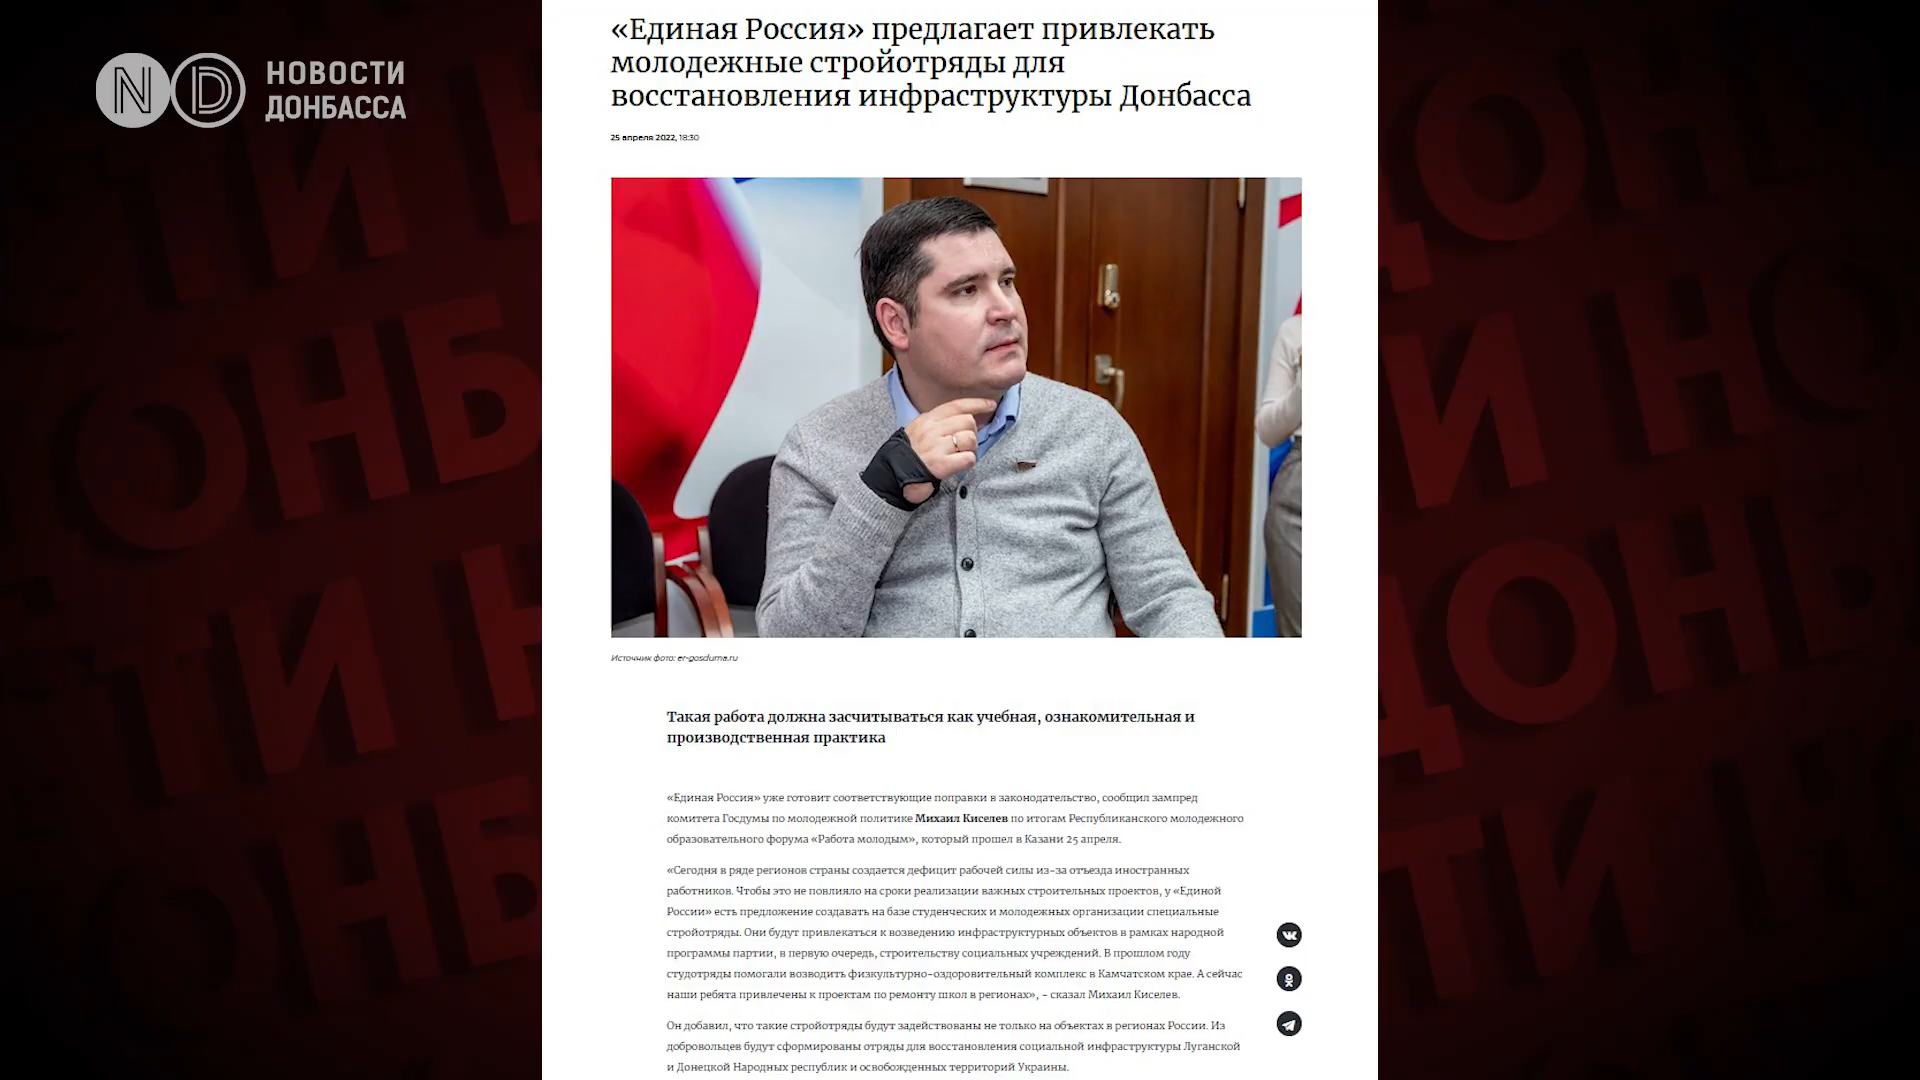 НОВОСТИ
ДОНБАССА
«Единая Россия» предлагает привлекать
молодежные стройотряды для
восстановления инфраструктуры Донбасса
25 апреля 2022, 18:30
Источник фото: er-gosduma.ru
Такая работа должна засчитываться как учебная, ознакомительная и
производственная практика
«Единая Россия» уже готовит соответствующие поправки в законодательство, сообщил зампред
комитета Госдумы по молодежной политике Михаил Киселев по итогам Республиканского молодежного
образовательного форума «Работа молодым», который прошел в Казани 25 апреля.
«Сегодня в ряде регионов страны создается дефицит рабочей силы из-за отъезда иностранных
работников. Чтобы это не повлияло на сроки реализации важных строительных проектов, у «Единой
России» есть предложение создавать на базе студенческих и молодежных организации специальные
стройотряды. Они будут привлекаться к возведению инфраструктурных объектов в рамках народной
программы партии, в первую очередь, строительству социальных учреждений. В прошлом году
студотряды помогали возводить физкультурно-оздоровительный комплекс в Камчатском крае. А сейчас
наши ребята привлечены к проектам по ремонту школ в регионах», - сказал Михаил Киселев.
Он добавил, что такие стройотряды будут задействованы не только на объектах в регионах России. Из
добровольцев будут сформированы отряды для восстановления социальной инфраструктуры Луганской
и Донецкой Народных республик и освобожденных территорий Украины.